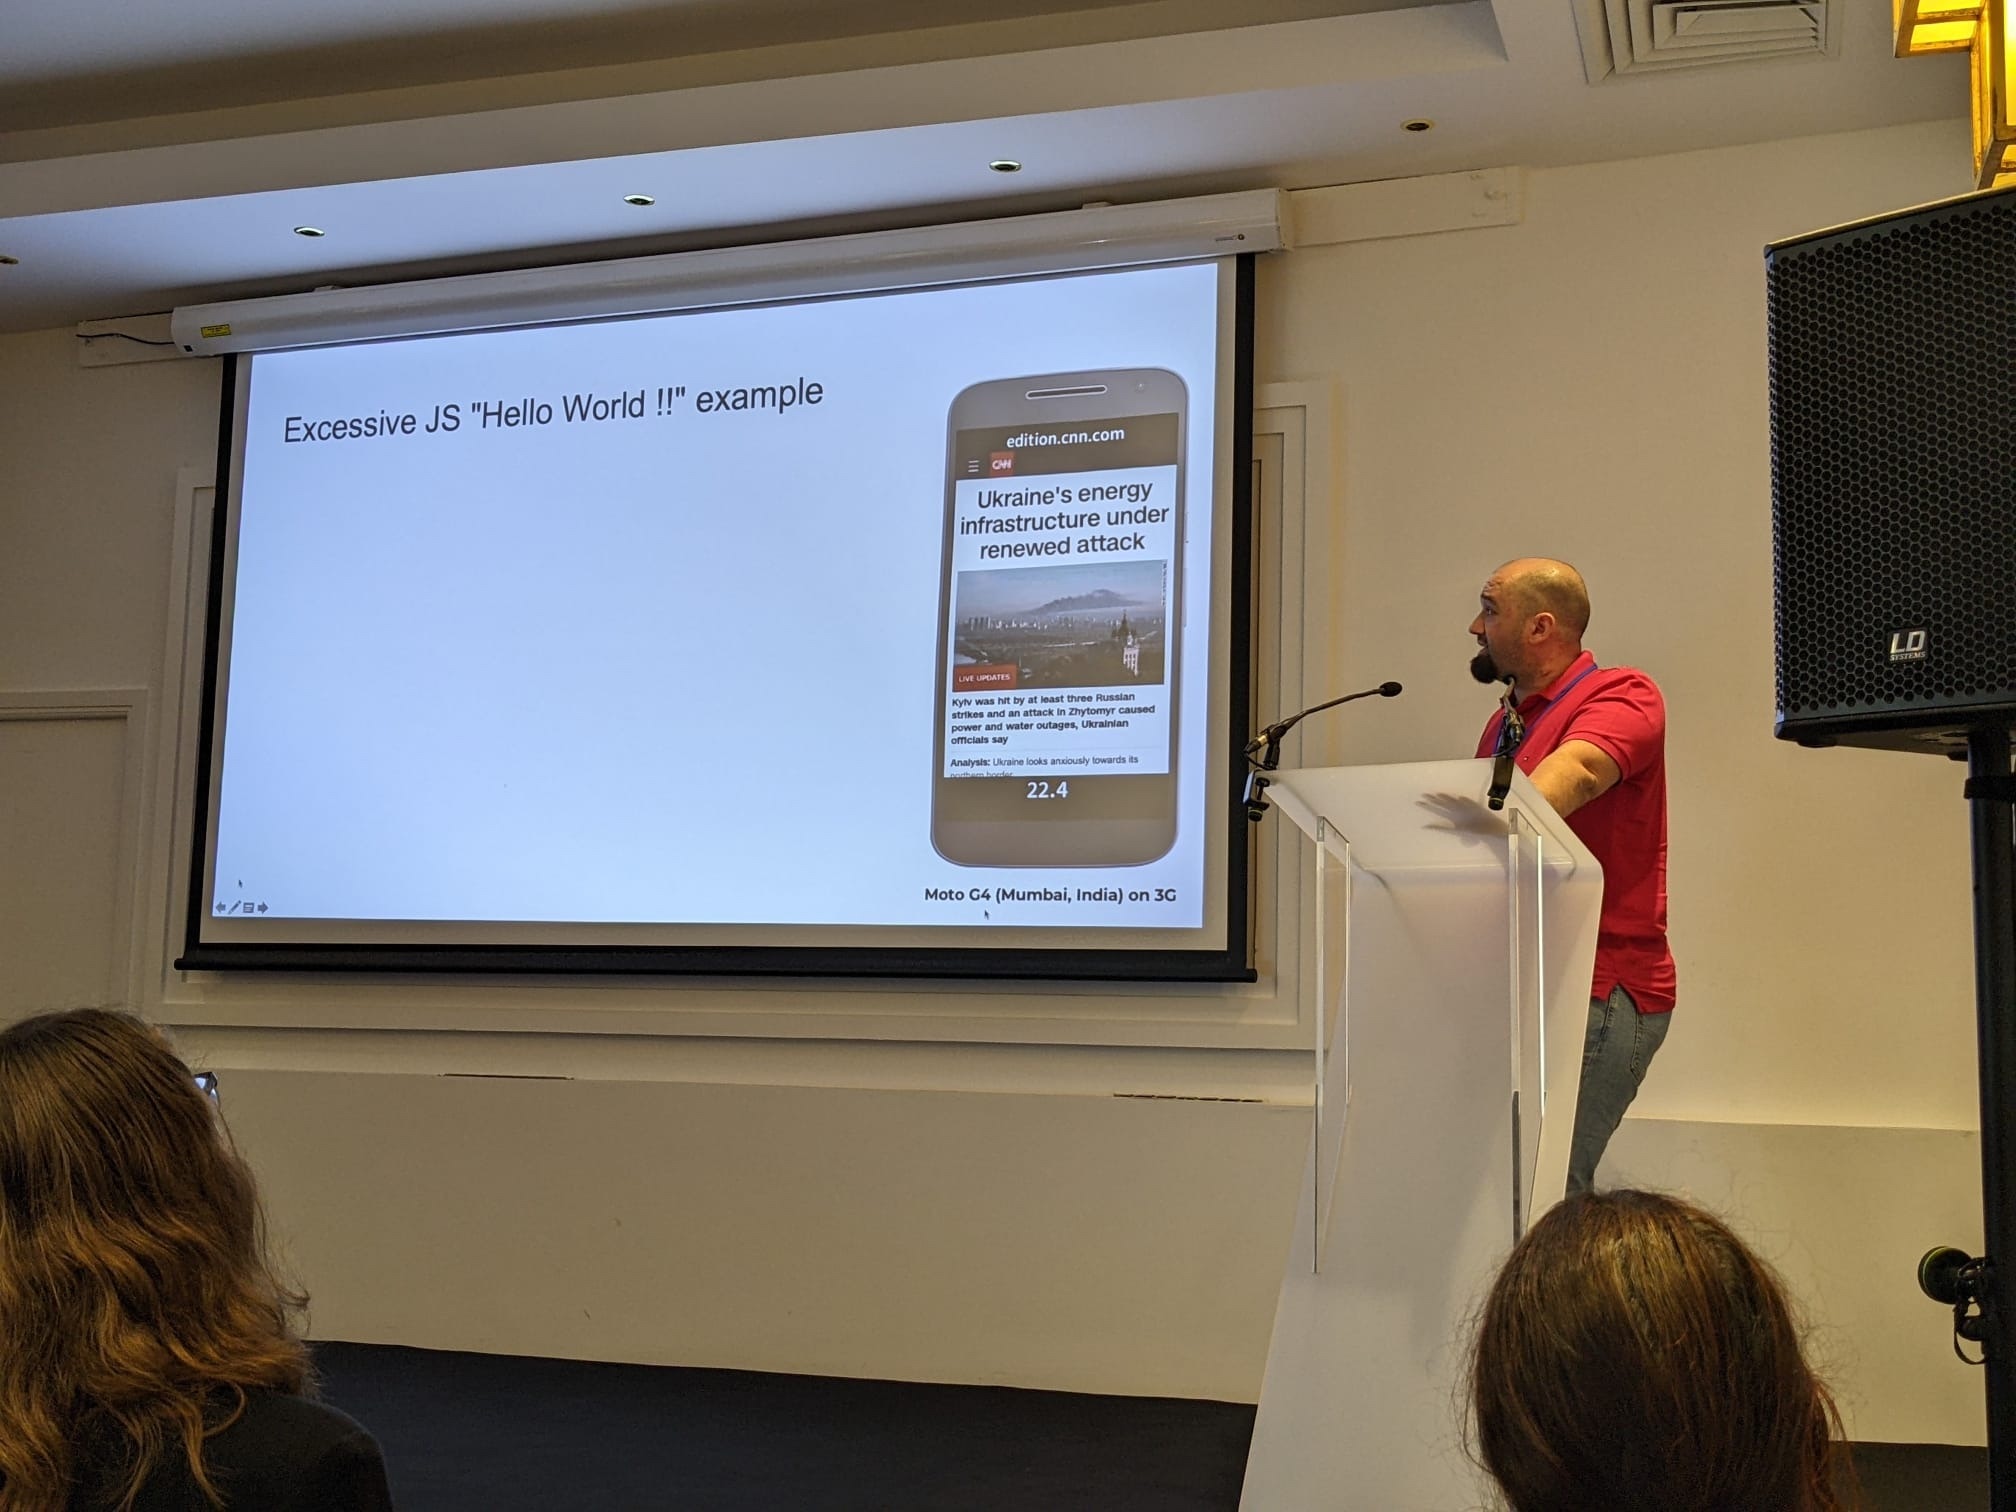 Excessive JS "Hello World !!" example
edition.cnn.com
CNN
Ukraine's energy
infrastructure under
renewed attack
LIVE UPDATES
Kyiv was hit by at least three Russian
strikes and an attack in Zhytomyr caused
power and water outages, Ukrainian
officials say
Analysis: Ukraine looks anxiously towards its
northern border
22.4
Moto G4 (Mumbai, India) on 3G
LD
SYSTEMS